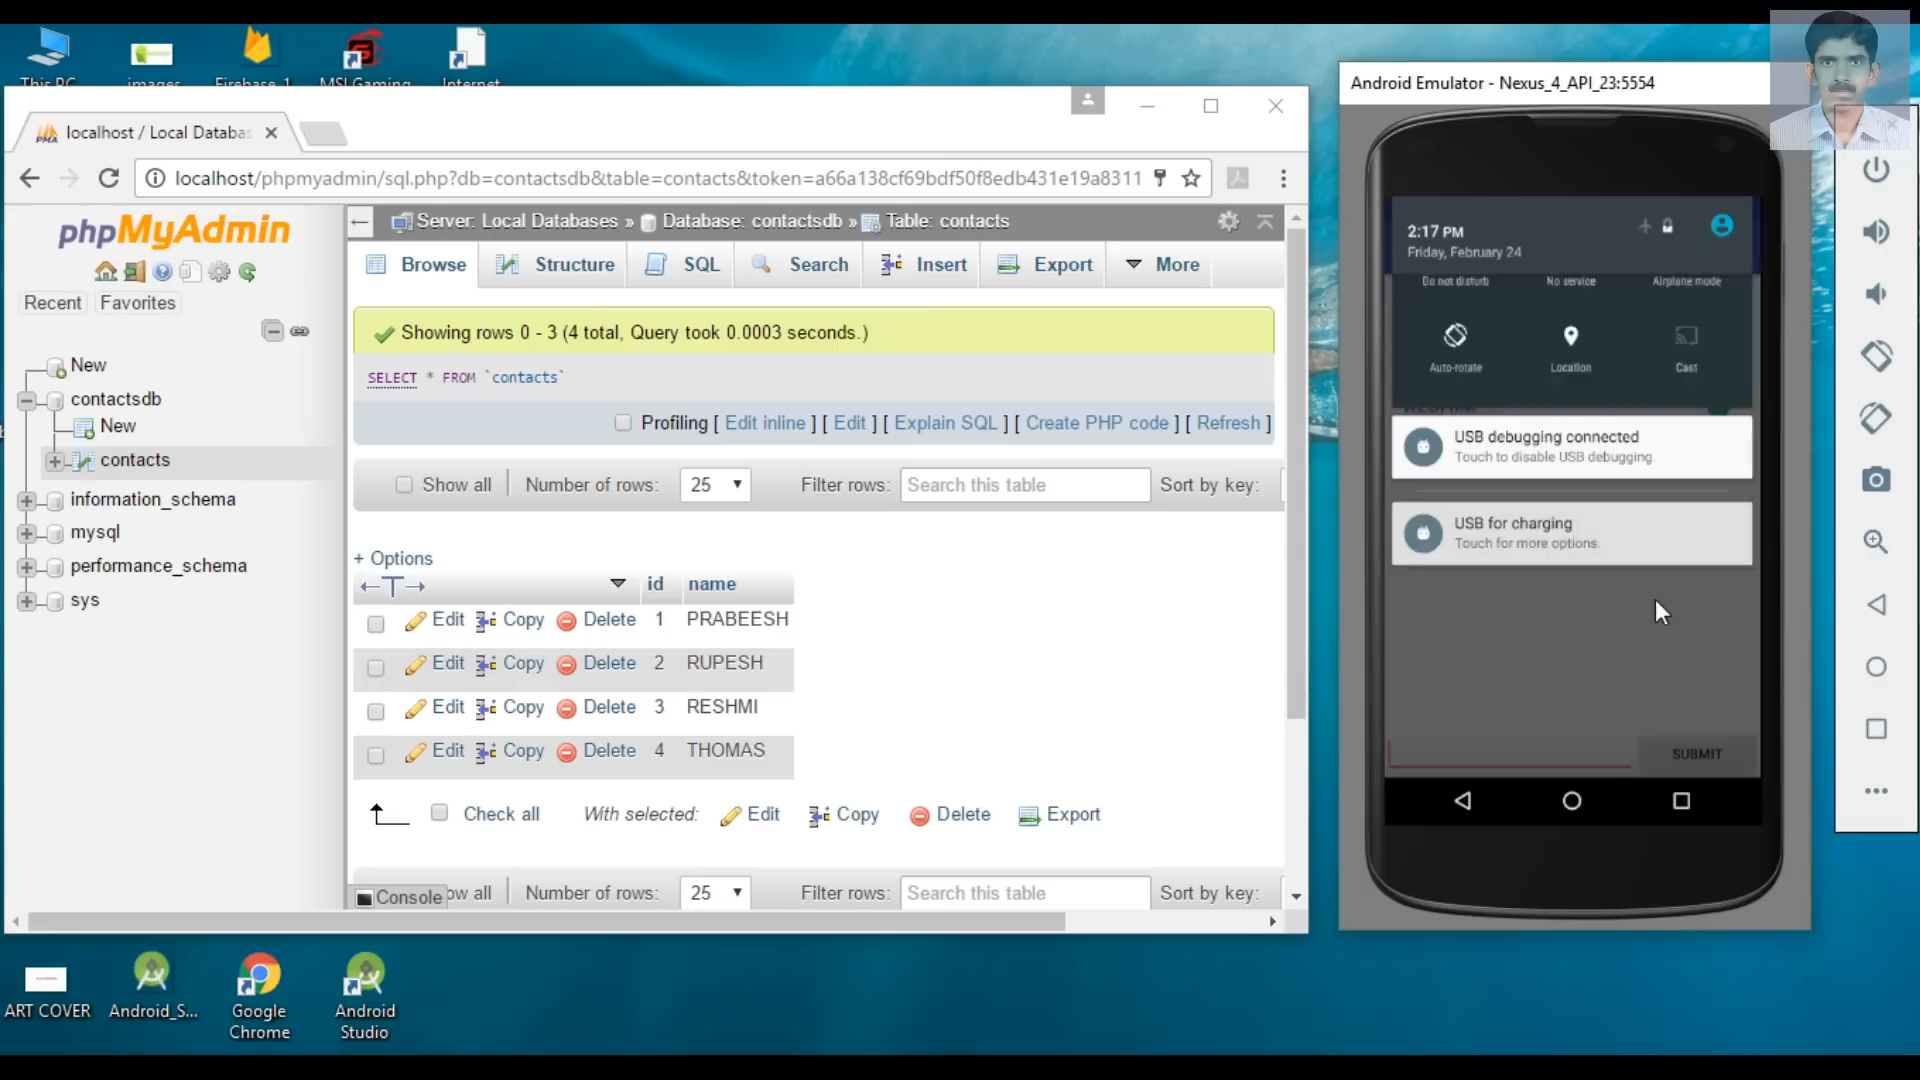 This PC
images
Firebase_1
MSI Gaming
Internet
localhost / Local Databa
localhost/phpmyadmin/sql.php?db=contactsdb&table=contacts&token=a66a138cf69bdf50f8edb431e19a8311
phpMyAdmin
Recent
Favorites
New
contactsdb
New
contacts
information_schema
mysql
performance_schema
sys
Server: Local Databases » Database: contactsdb » Table: contacts
Browse Structure SQL Search Insert Export More
Showing rows 0 - 3 (4 total, Query took 0.0003 seconds.)
SELECT * FROM `contacts`
Profiling [ Edit inline ] [ Edit ] [ Explain SQL ] [ Create PHP code ] [ Refresh ]
Show all Number of rows: 25 Filter rows: Search this table Sort by key:
+ Options
←T→ id name
Edit Copy Delete 1 PRABEESH
Edit Copy Delete 2 RUPESH
Edit Copy Delete 3 RESHMI
Edit Copy Delete 4 THOMAS
Check all With selected: Edit Copy Delete Export
Console
ow all Number of rows: 25 Filter rows: Search this table Sort by key:
ART COVER
Android_S...
Google
Chrome
Android
Studio
Android Emulator - Nexus_4_API_23:5554
2:17 PM
Friday, February 24
Do not disturb No service Airplane mode
Auto-rotate Location Cast
USB debugging connected
Touch to disable USB debugging.
USB for charging
Touch for more options.
SUBMIT